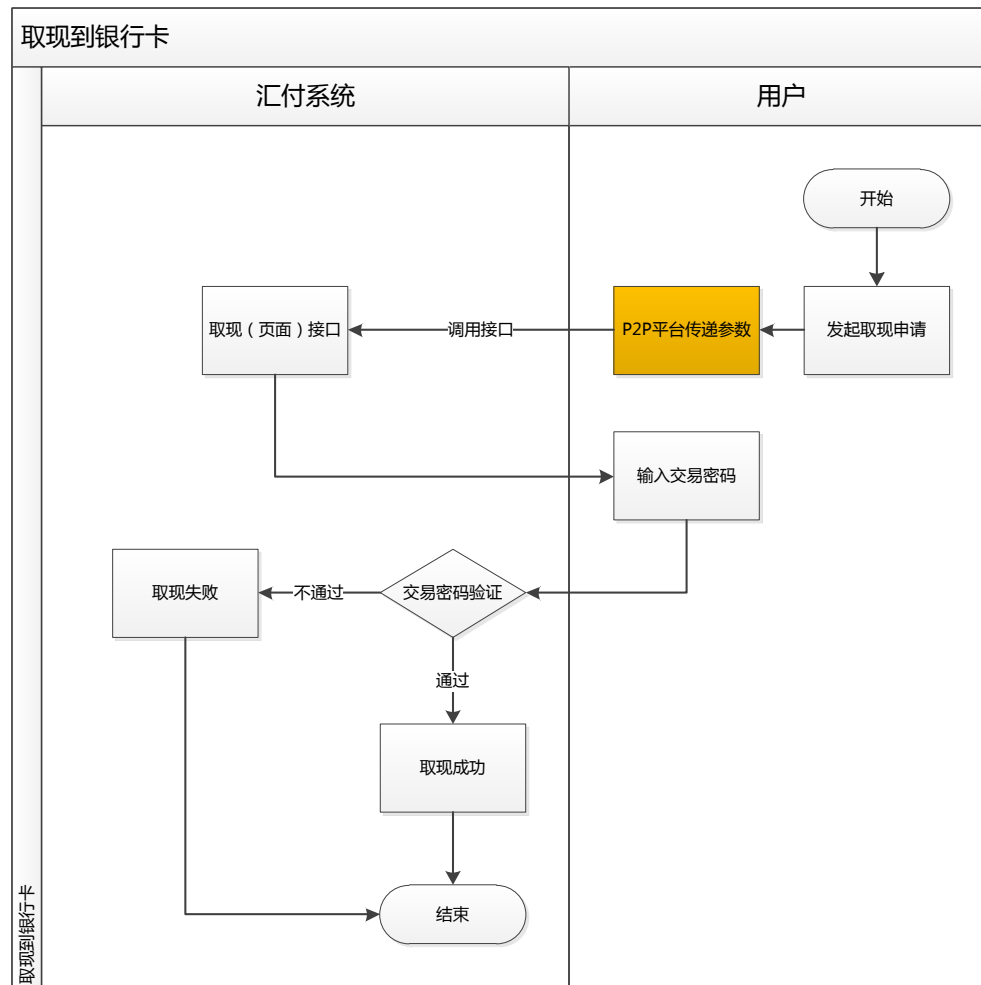 取现到银行卡
汇付系统
用户
开始
取现（页面）接口
调用接口
P2P平台传递参数
发起取现申请
输入交易密码
取现失败
不通过
交易密码验证
通过
取现成功
结束
取现到银行卡